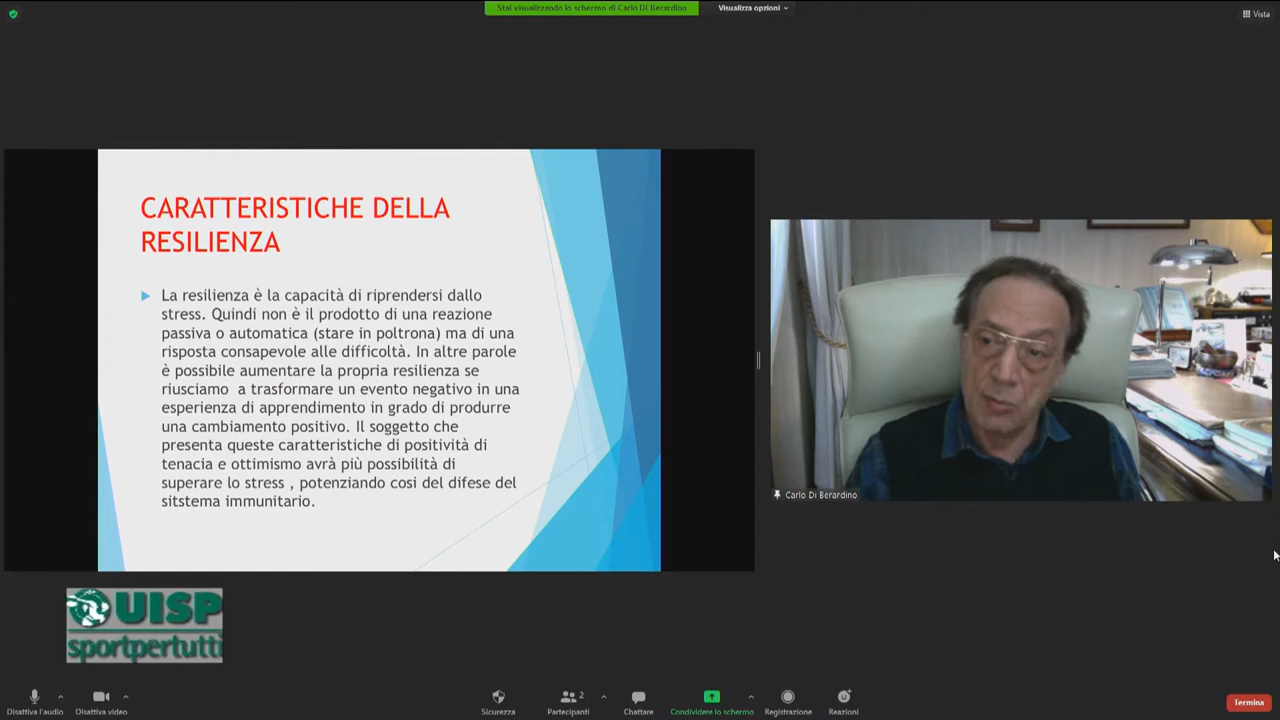 Stai visualizzando lo schermo di Carlo Di Berardino
Visualizza opzioni
Vista
CARATTERISTICHE DELLA
RESILIENZA
La resilienza è la capacità di riprendersi dallo
stress. Quindi non è il prodotto di una reazione
passiva o automatica (stare in poltrona) ma di una
risposta consapevole alle difficoltà. In altre parole
è possibile aumentare la propria resilienza se
riusciamo a trasformare un evento negativo in una
esperienza di apprendimento in grado di produrre
una cambiamento positivo. Il soggetto che
presenta queste caratteristiche di positività di
tenacia e ottimismo avrà più possibilità di
superare lo stress , potenziando cosi del difese del
sitstema immunitario.
Carlo Di Berardino
UISP
sportpertutti
Disattiva l'audio
Disattiva video
Sicurezza
Partecipanti
2
Chattare
Condividere lo schermo
Registrazione
Reazioni
Termina